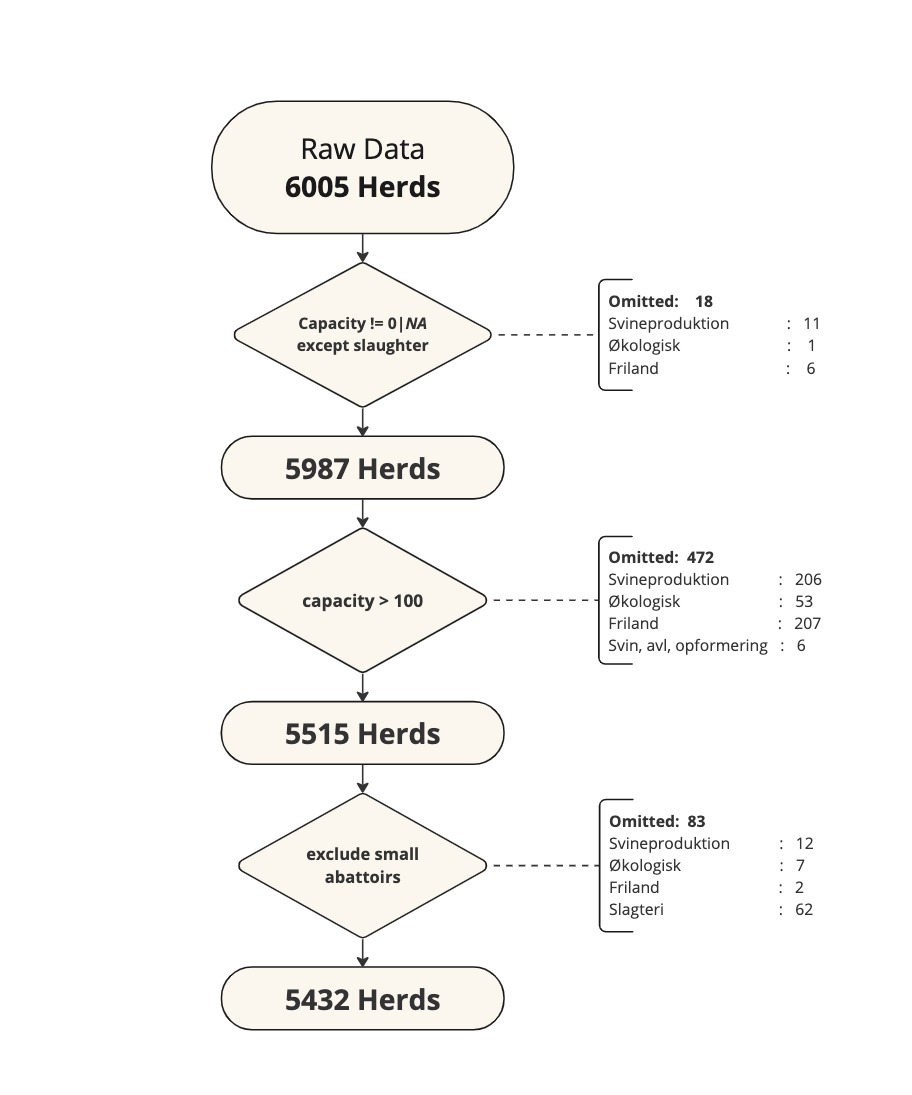 Raw Data
6005 Herds
Capacity != 0|NA
except slaughter
Omitted: 18
Svineproduktion : 11
Økologisk : 1
Friland : 6
5987 Herds
capacity > 100
Omitted: 472
Svineproduktion : 206
Økologisk : 53
Friland : 207
Svin, avl, opformering : 6
5515 Herds
exclude small
abattoirs
Omitted: 83
Svineproduktion : 12
Økologisk : 7
Friland : 2
Slagteri : 62
5432 Herds